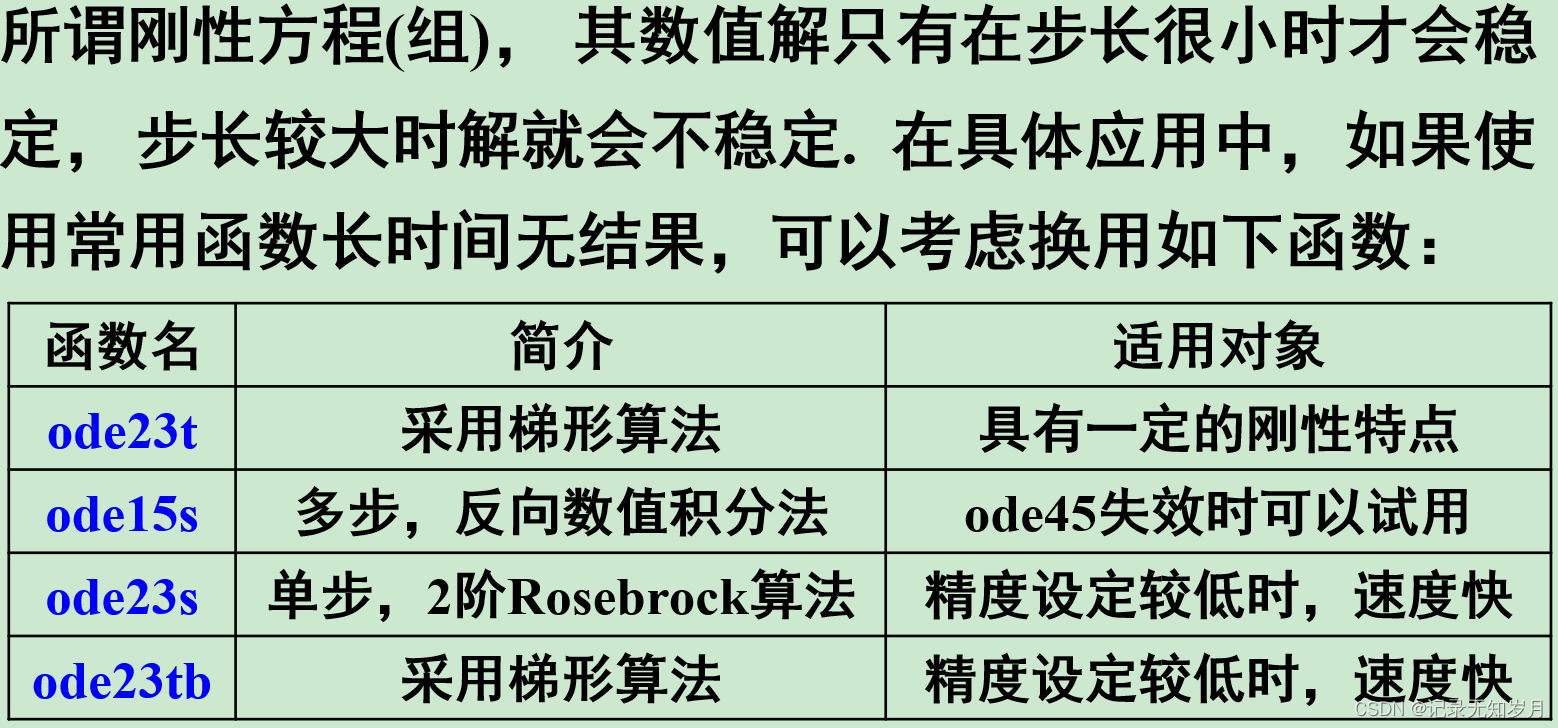 所谓刚性方程(组)， 其数值解只有在步长很小时才会稳
定， 步长较大时解就会不稳定. 在具体应用中，如果使
用常用函数长时间无结果，可以考虑换用如下函数：
函数名 简介 适用对象
ode23t 采用梯形算法 具有一定的刚性特点
ode15s 多步，反向数值积分法 ode45失效时可以试用
ode23s 单步，2阶Rosebrock算法 精度设定较低时，速度快
ode23tb 采用梯形算法 精度设定较低时，速度快
CSDN @记录无知岁月